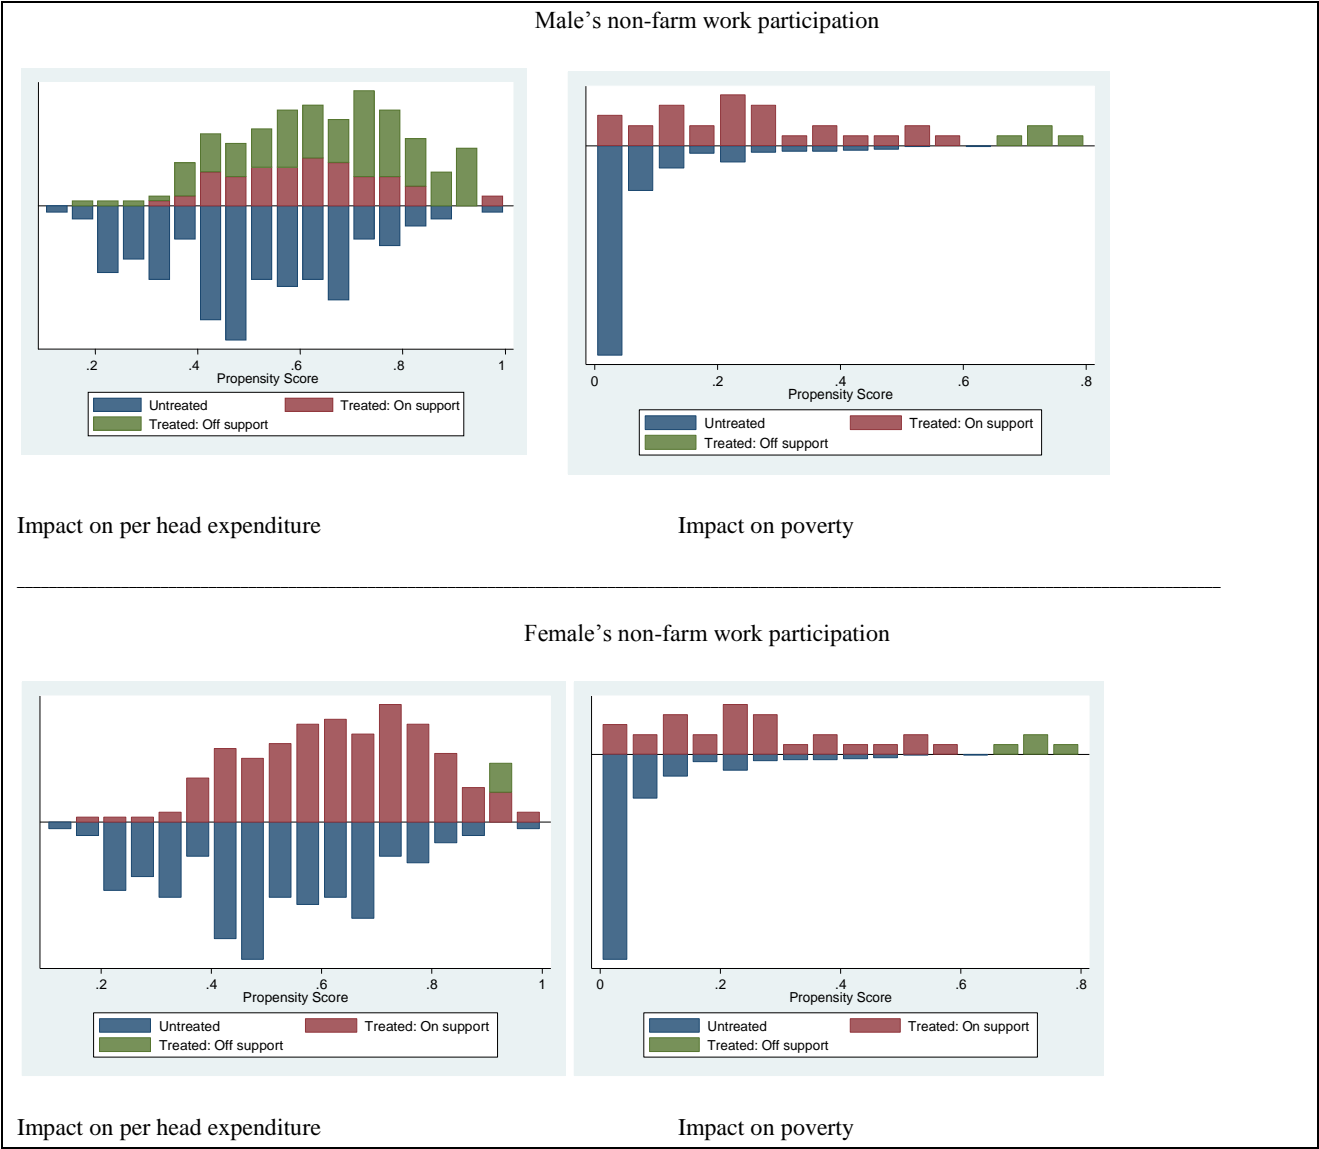 Male’s non-farm work participation
.2 .4 .6 .8 1
Propensity Score
Untreated Treated: On support
Treated: Off support
0 .2 .4 .6 .8
Propensity Score
Untreated Treated: On support
Treated: Off support
Impact on per head expenditure Impact on poverty
Female’s non-farm work participation
.2 .4 .6 .8 1
Propensity Score
Untreated Treated: On support
Treated: Off support
0 .2 .4 .6 .8
Propensity Score
Untreated Treated: On support
Treated: Off support
Impact on per head expenditure Impact on poverty